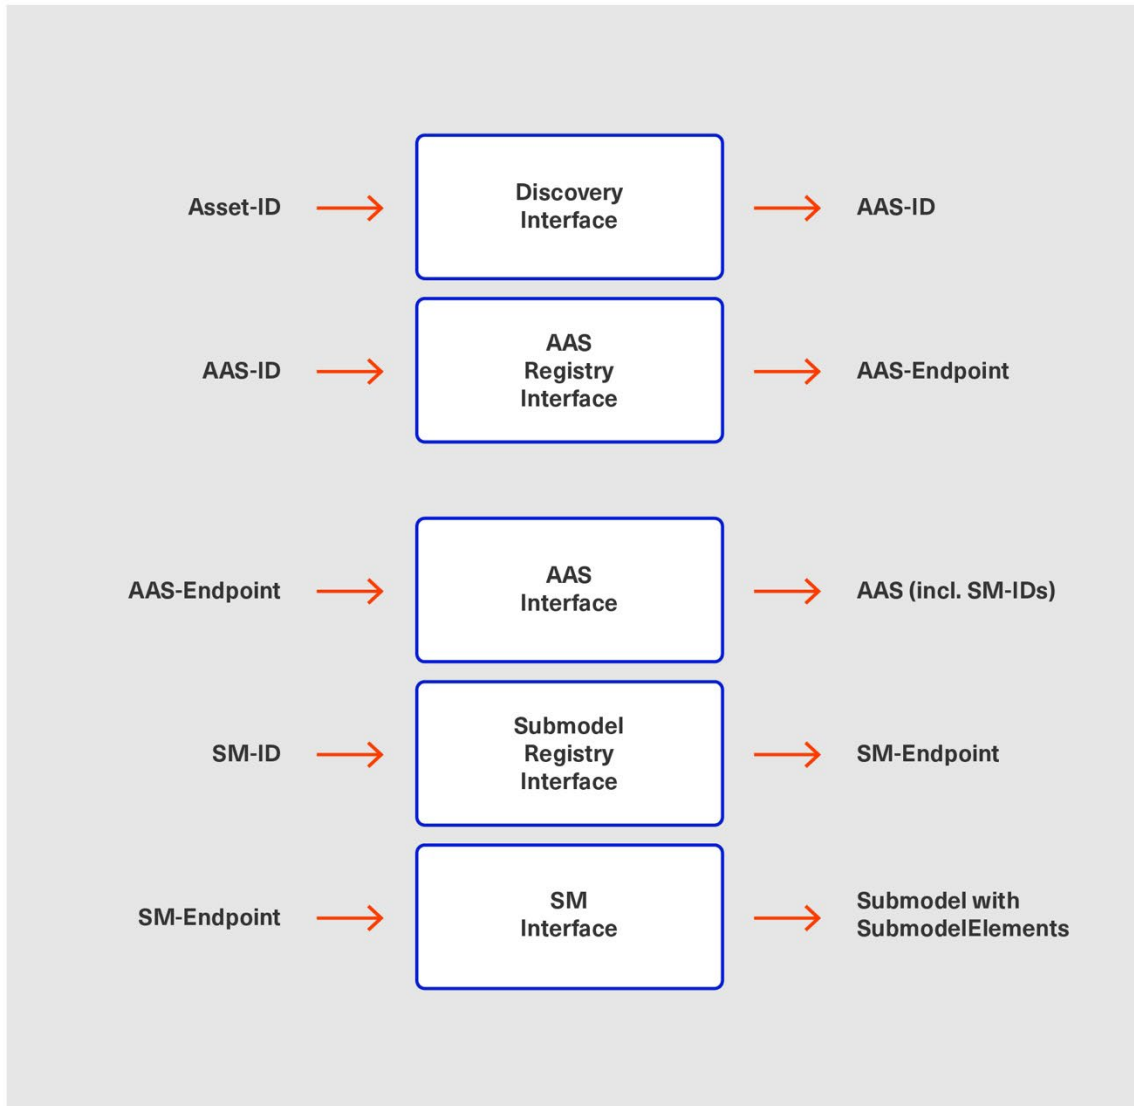 Asset-ID
Discovery
Interface
AAS-ID
AAS-ID
AAS
Registry
Interface
AAS-Endpoint
AAS-Endpoint
AAS
Interface
AAS (incl. SM-IDs)
SM-ID
Submodel
Registry
Interface
SM-Endpoint
SM-Endpoint
SM
Interface
Submodel with
SubmodelElements